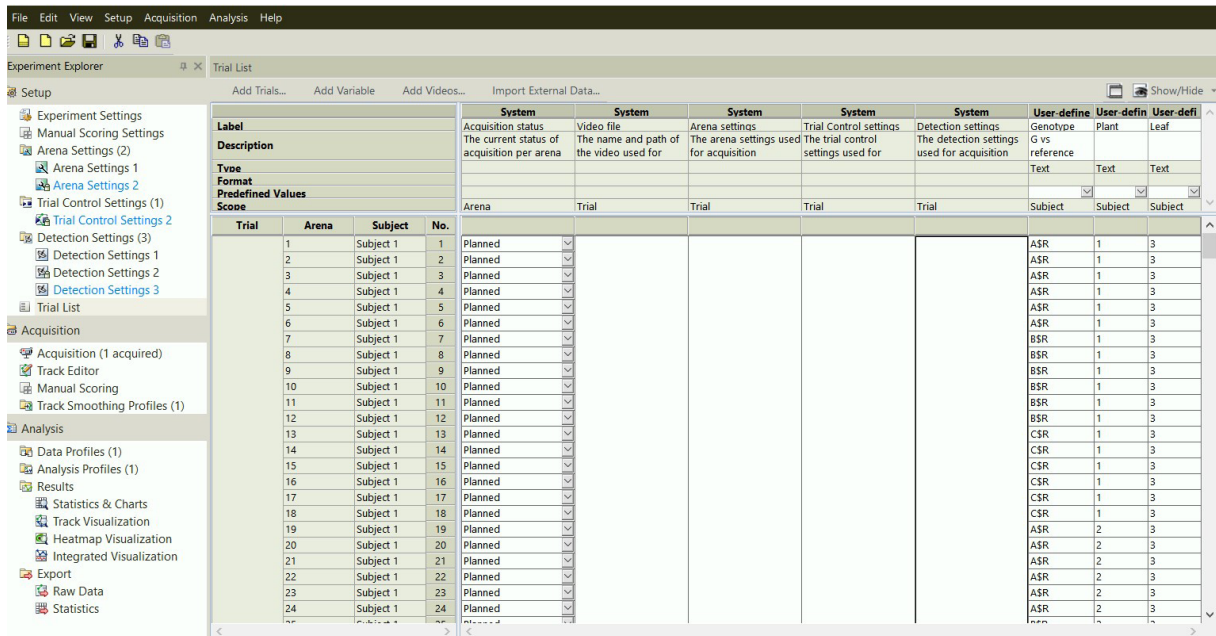 File Edit View Setup Acquisition Analysis Help
Experiment Explorer
Trial List
Setup
Experiment Settings
Manual Scoring Settings
Arena Settings (2)
Arena Settings 1
Arena Settings 2
Trial Control Settings (1)
Trial Control Settings 2
Detection Settings (3)
Detection Settings 1
Detection Settings 2
Detection Settings 3
Trial List
Acquisition
Acquisition (1 acquired)
Track Editor
Manual Scoring
Track Smoothing Profiles (1)
Analysis
Data Profiles (1)
Analysis Profiles (1)
Results
Statistics & Charts
Track Visualization
Heatmap Visualization
Integrated Visualization
Export
Raw Data
Statistics
Add Trials... Add Variable Add Videos... Import External Data... Show/Hide
System System System System System User-define User-defin User-defi
Label Acquisition status Video file Arena settings Trial Control settings Detection settings Genotype Plant Leaf
Description The current status of The name and path of The arena settings used The trial control The detection settings G vs
acquisition per arena the video used for for acquisition settings used for used for acquisition reference
Type Text Text Text
Format
Predefined Values
Scope Arena Trial Trial Trial Trial Subject Subject Subject
Trial Arena Subject No.
1 Subject 1 1 Planned A$R 1 3
2 Subject 1 2 Planned A$R 1 3
3 Subject 1 3 Planned A$R 1 3
4 Subject 1 4 Planned A$R 1 3
5 Subject 1 5 Planned A$R 1 3
6 Subject 1 6 Planned A$R 1 3
7 Subject 1 7 Planned B$R 1 3
8 Subject 1 8 Planned B$R 1 3
9 Subject 1 9 Planned B$R 1 3
10 Subject 1 10 Planned B$R 1 3
11 Subject 1 11 Planned B$R 1 3
12 Subject 1 12 Planned B$R 1 3
13 Subject 1 13 Planned C$R 1 3
14 Subject 1 14 Planned C$R 1 3
15 Subject 1 15 Planned C$R 1 3
16 Subject 1 16 Planned C$R 1 3
17 Subject 1 17 Planned C$R 1 3
18 Subject 1 18 Planned C$R 1 3
19 Subject 1 19 Planned A$R 2 3
20 Subject 1 20 Planned A$R 2 3
21 Subject 1 21 Planned A$R 2 3
22 Subject 1 22 Planned A$R 2 3
23 Subject 1 23 Planned A$R 2 3
24 Subject 1 24 Planned A$R 2 3